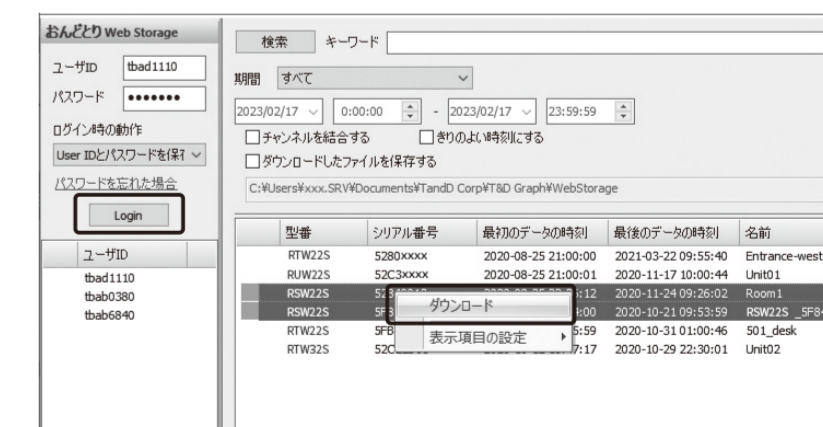 おんどとり Web Storage
ユーザID tbad1110
パスワード •••••••
ログイン時の動作
User IDとパスワードを保存
パスワードを忘れた場合
Login
ユーザID
tbad1110
tbab0380
tbab6840
検索 キーワード
期間 すべて
2023/02/17 0:00:00 - 2023/02/17 23:59:59
チャンネルを結合する きりのよい時刻にする
ダウンロードしたファイルを保存する
C:¥Users¥xxx.SRV¥Documents¥TandD Corp¥T&D Graph¥WebStorage
型番 シリアル番号 最初のデータの時刻 最後のデータの時刻 名前
RTW22S 5280xxxx 2020-08-25 21:00:00 2021-03-22 09:55:40 Entrance-west
RUW22S 52C3xxxx 2020-08-25 21:00:01 2020-11-17 10:00:44 Unit01
RSW22S :12 2020-11-24 09:26:02 Room1
RSW22S :00 2020-10-21 09:53:59 RSW22S _5F84
RTW22S 5FB 5:59 2020-10-31 01:00:46 501_desk
RTW32S 7:17 2020-10-29 22:30:01 Unit02
ダウンロード
表示項目の設定